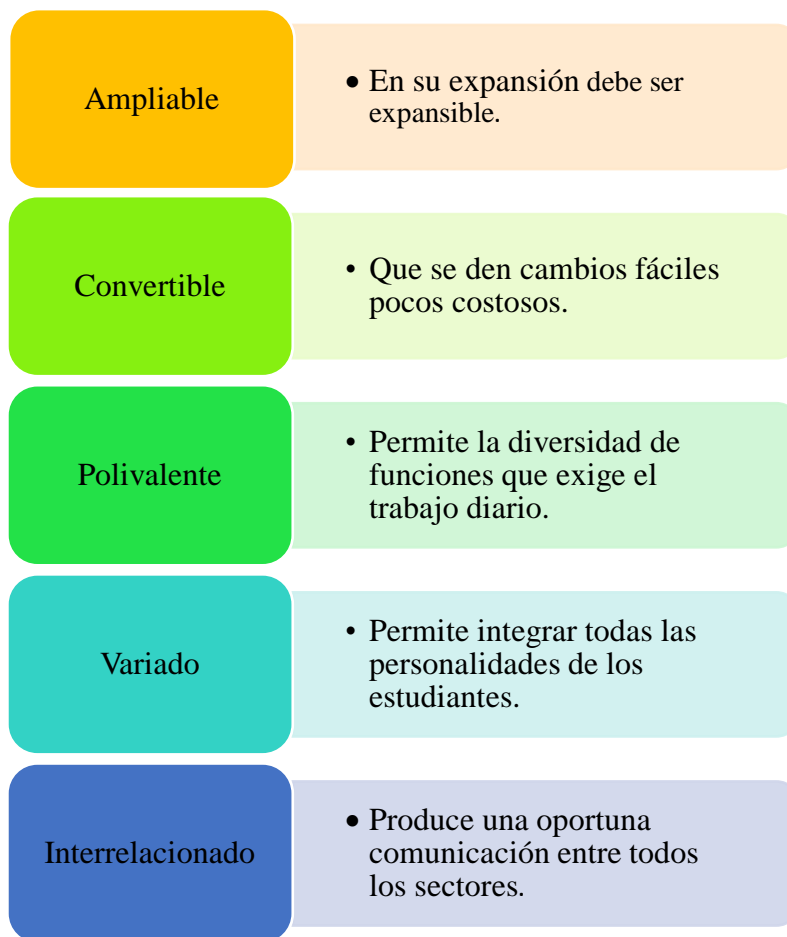 Ampliable
• En su expansión debe ser
expansible.
Convertible
• Que se den cambios fáciles
pocos costosos.
Polivalente
• Permite la diversidad de
funciones que exige el
trabajo diario.
Variado
• Permite integrar todas las
personalidades de los
estudiantes.
Interrelacionado
• Produce una oportuna
comunicación entre todos
los sectores.